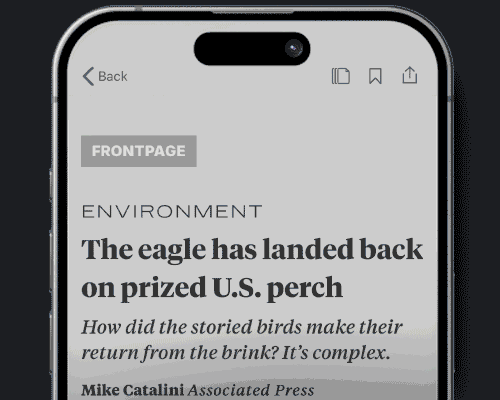 Back
FRONTPAGE
ENVIRONMENT
The eagle has landed back
on prized U.S. perch
How did the storied birds make their
return from the brink? It's complex.
Mike Catalini Associated Press